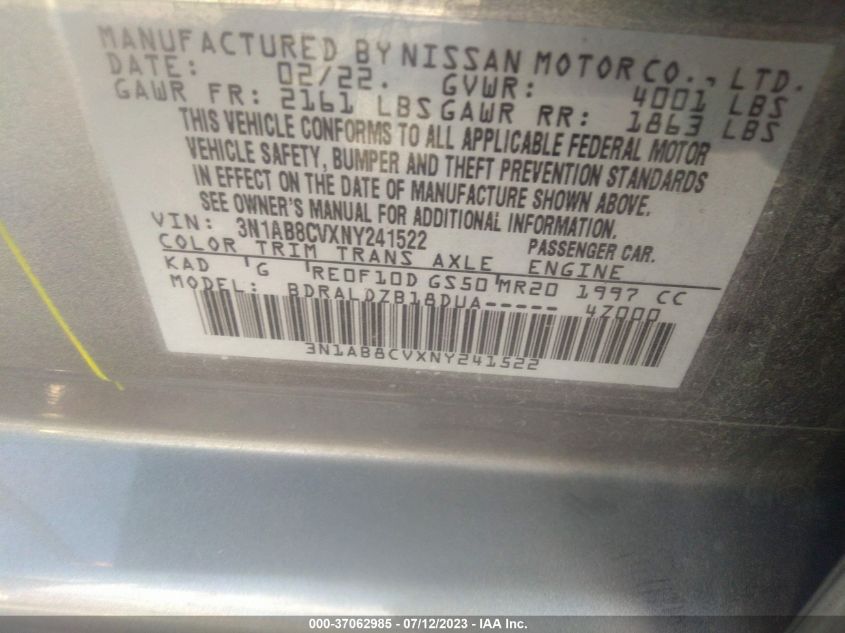 MANUFACTURED BY NISSAN MOTOR CO., LTD.
DATE: 02/22. GVWR: 4001 LBS
GAWR FR: 2161 LBS GAWR RR: 1863 LBS
THIS VEHICLE CONFORMS TO ALL APPLICABLE FEDERAL MOTOR
VEHICLE SAFETY, BUMPER AND THEFT PREVENTION STANDARDS
IN EFFECT ON THE DATE OF MANUFACTURE SHOWN ABOVE.
SEE OWNER'S MANUAL FOR ADDITIONAL INFORMATION.
VIN: 3N1AB8CVXNY241522 PASSENGER CAR.
COLOR TRIM TRANS AXLE ENGINE
KAD G RE0F10D GS50 MR20 1997 CC
MODEL: BDRALDZB18DUA----- 4Z000
3N1AB8CVXNY241522
000-37062985 - 07/12/2023 - IAA Inc.